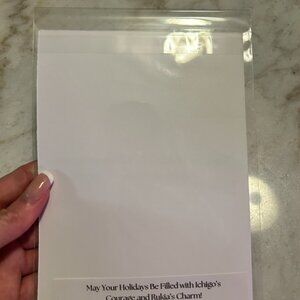 May Your Holidays Be Filled with Ichigo's
Courage and Rukia's Charm!